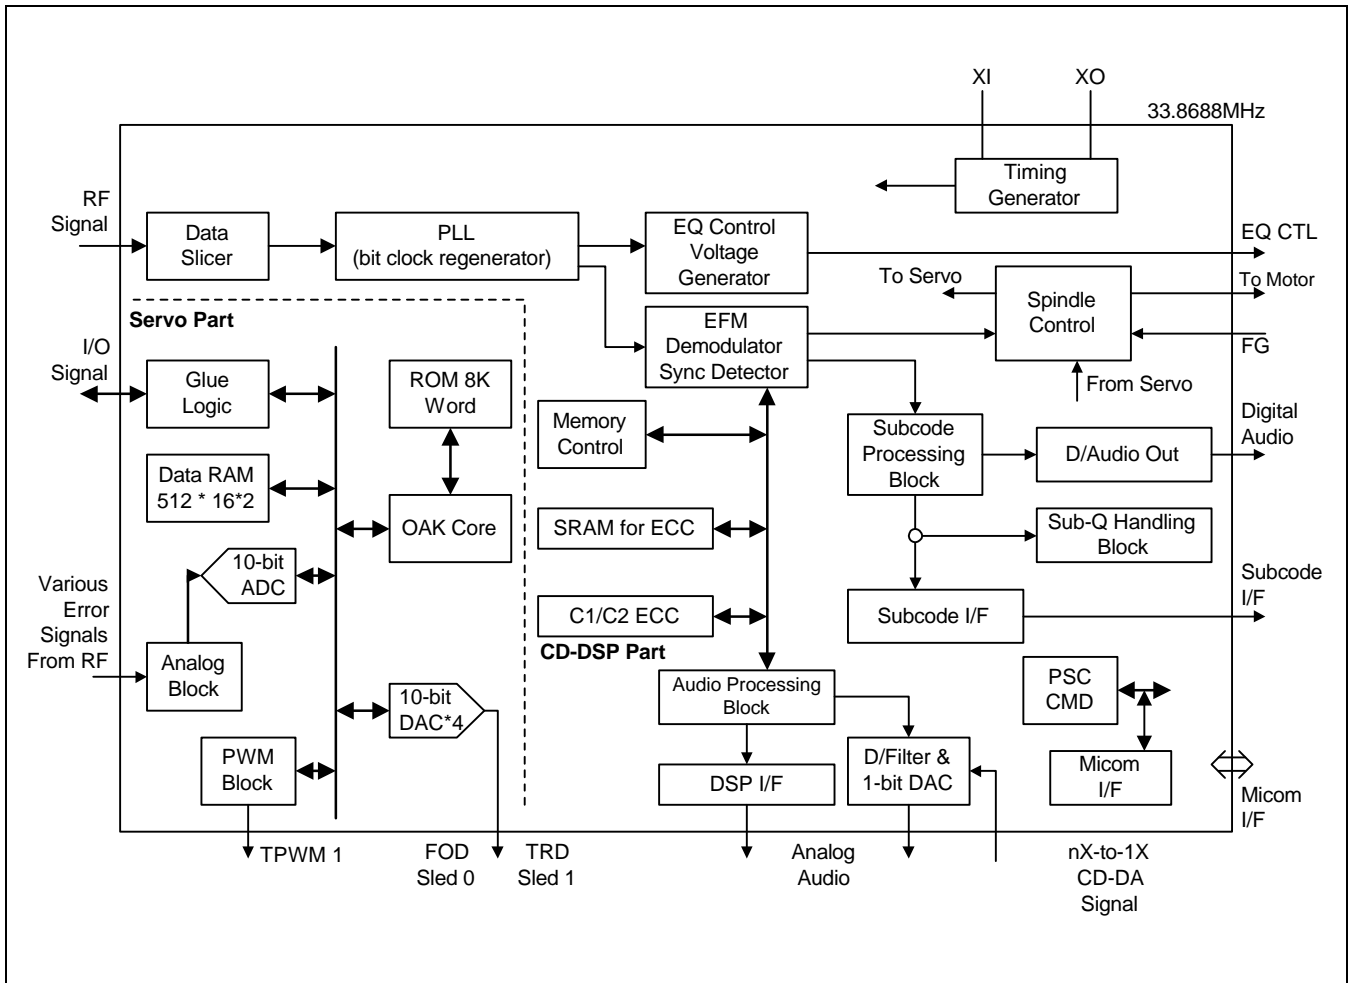 XI
XO
33.8688MHz
Timing
Generator
RF
Signal
Data
Slicer
PLL
(bit clock regenerator)
EQ Control
Voltage
Generator
EQ CTL
To Servo
Spindle
Control
To Motor
FG
From Servo
Servo Part
EFM
Demodulator
Sync Detector
I/O
Signal
Glue
Logic
ROM 8K
Word
Memory
Control
Subcode
Processing
Block
D/Audio Out
Digital
Audio
Data RAM
512 * 16*2
OAK Core
SRAM for ECC
Sub-Q Handling
Block
10-bit
ADC
Various
Error
Signals
From RF
Analog
Block
C1/C2 ECC
CD-DSP Part
Subcode I/F
Subcode
I/F
10-bit
DAC*4
Audio Processing
Block
PSC
CMD
PWM
Block
DSP I/F
D/Filter &
1-bit DAC
Micom
I/F
Micom
I/F
TPWM 1
FOD
Sled 0
TRD
Sled 1
Analog
Audio
nX-to-1X
CD-DA
Signal